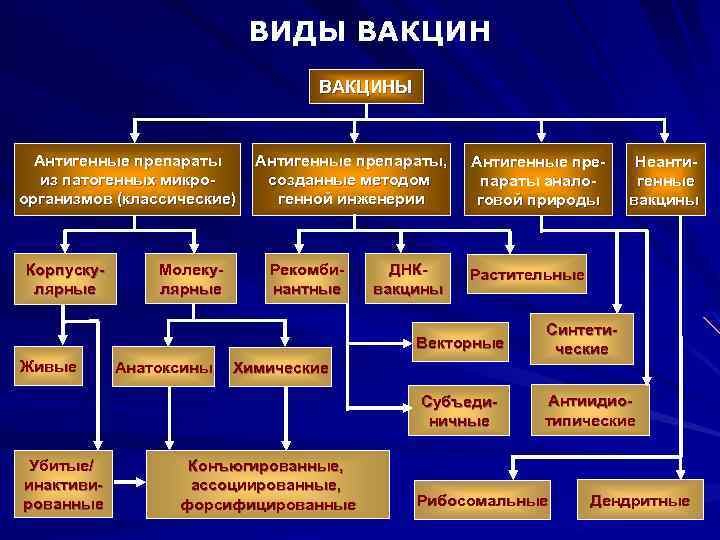 ВИДЫ ВАКЦИН
ВАКЦИНЫ
Антигенные препараты
из патогенных микро-
организмов (классические)
Антигенные препараты,
созданные методом
генной инженерии
Антигенные пре-
параты анало-
говой природы
Неанти-
генные
вакцины
Корпуску-
лярные
Молеку-
лярные
Рекомби-
нантные
ДНК-
вакцины
Растительные
Векторные
Синтети-
ческие
Живые
Анатоксины
Химические
Субъеди-
ничные
Антиидио-
типические
Убитые/
инактиви-
рованные
Конъюгированные,
ассоциированные,
форсифицированные
Рибосомальные
Дендритные